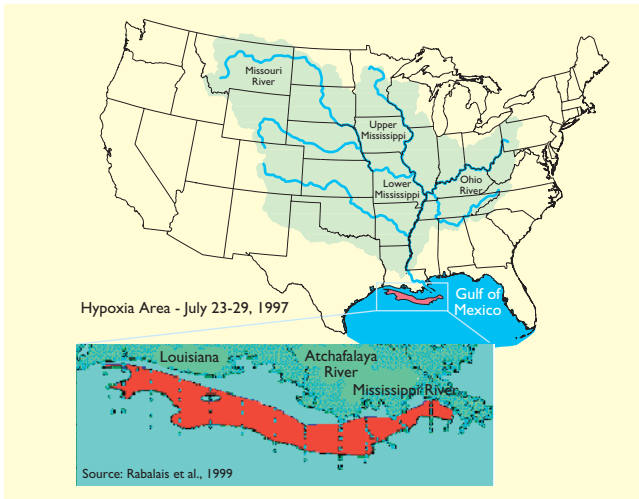 Missouri
River
Upper
Mississippi
Lower
Mississippi
Ohio
River
Hypoxia Area - July 23-29, 1997
Gulf of
Mexico
Louisiana
Atchafalaya
River
Mississippi River
Source: Rabalais et al., 1999